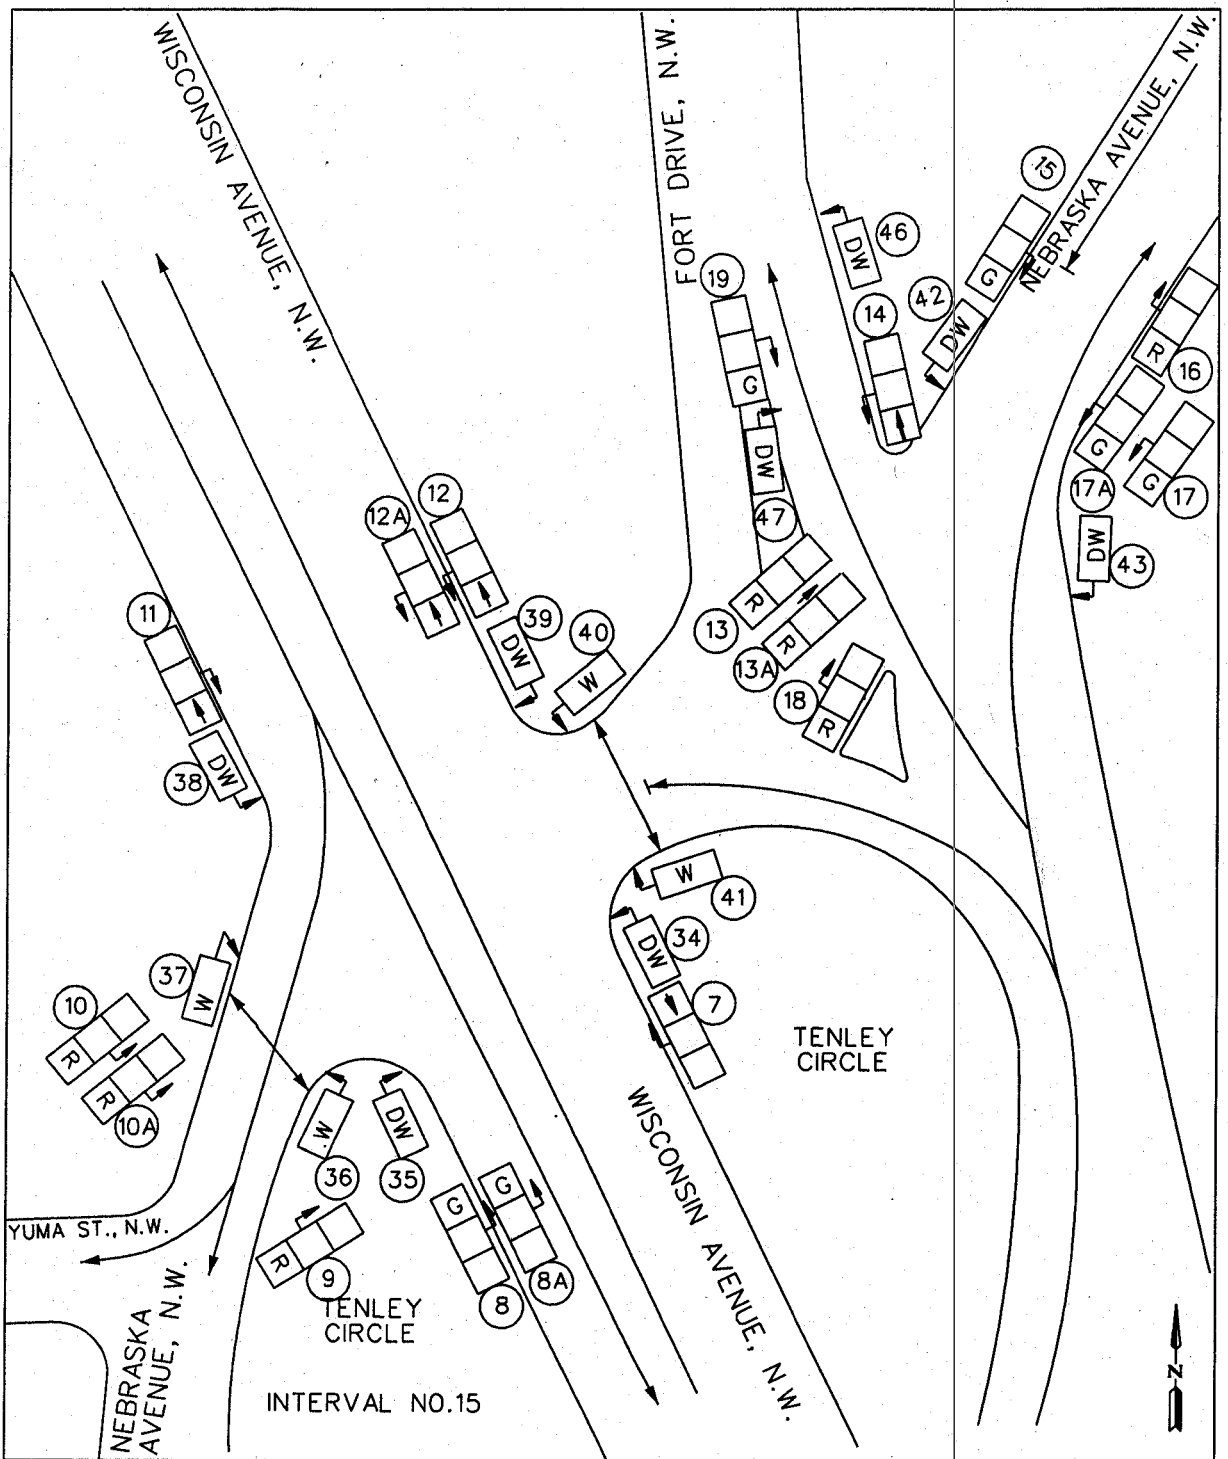 WISCONSIN AVENUE, N.W.
FORT DRIVE, N.W.
NEBRASKA AVENUE, N.W.
15
G
46
DW
42
DW
14
19
G
DW
47
R
16
G
17A
G
17
DW
43
12
12A
39
DW
40
W
11
38
DW
13
R
13A
R
18
R
W
41
34
DW
7
37
W
10
R
R
10A
TENLEY
CIRCLE
.W
36
DW
35
YUMA ST., N.W.
R
9
G
8
G
8A
TENLEY
CIRCLE
WISCONSIN AVENUE, N.W.
NEBRASKA
AVENUE, N.W.
INTERVAL NO.15
N